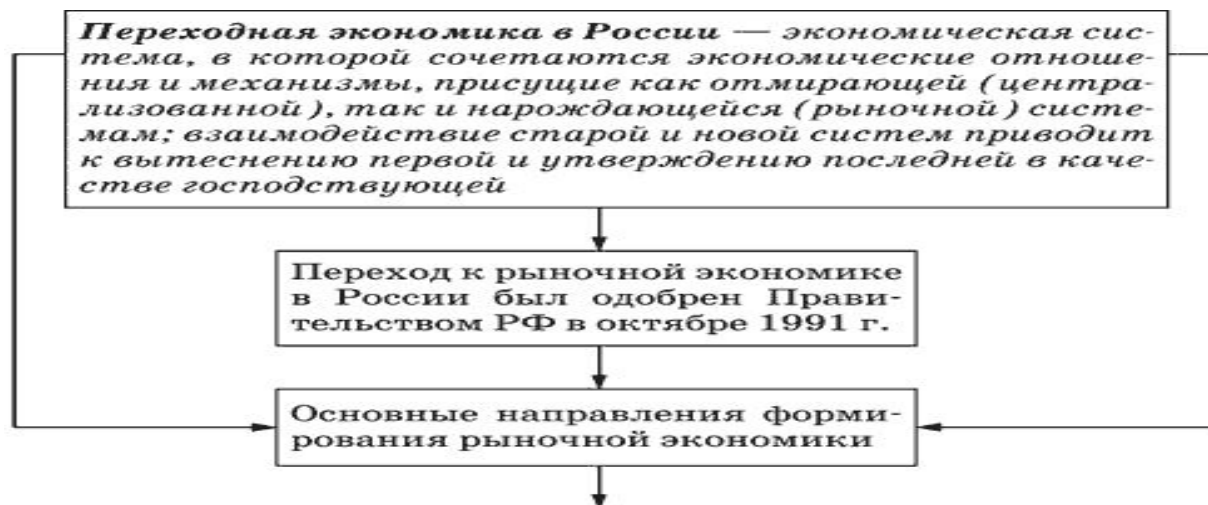 Переходная экономика в России — экономическая сис-
тема, в которой сочетаются экономические отноше-
ния и механизмы, присущие как отмирающей (центра-
лизованной), так и нарождающейся (рыночной) систе-
мам; взаимодействие старой и новой систем приводит
к вытеснению первой и утверждению последней в каче-
стве господствующей
Переход к рыночной экономике
в России был одобрен Прави-
тельством РФ в октябре 1991 г.
Основные направления форми-
рования рыночной экономики